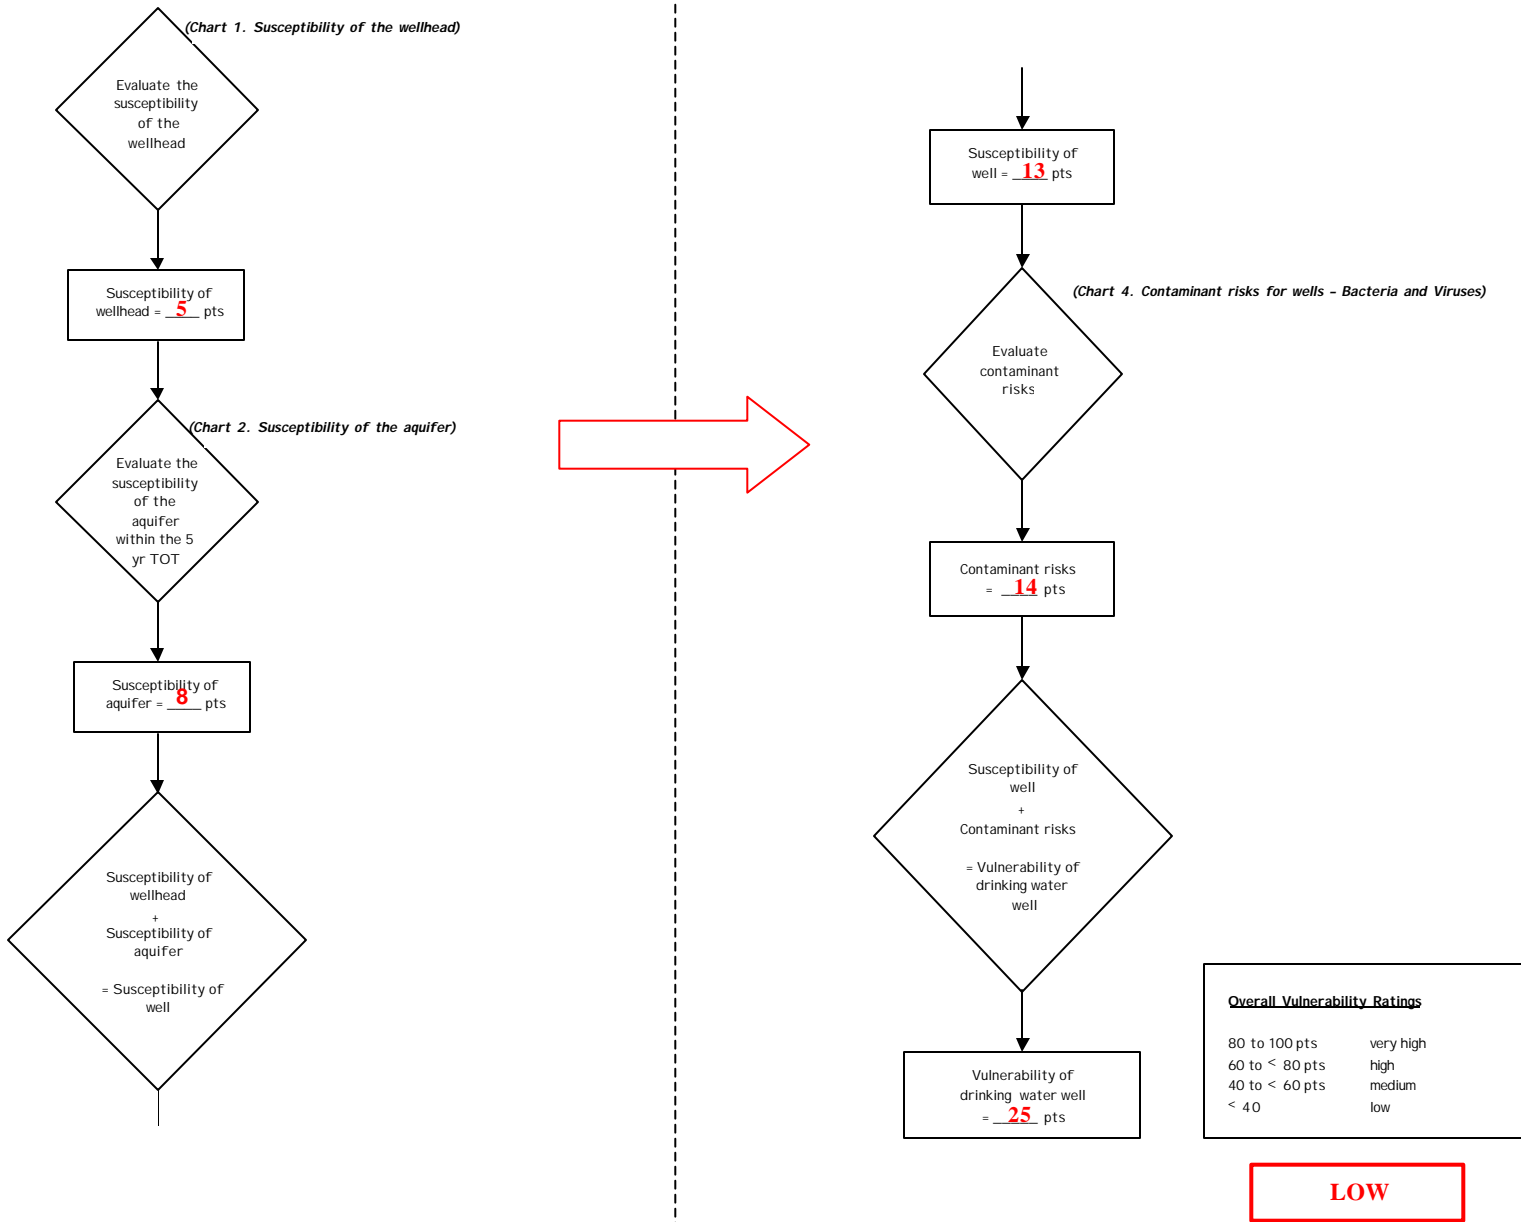 (Chart 1. Susceptibility of the wellhead)
Evaluate the
susceptibility
of the
wellhead
Susceptibility of
wellhead = 5 pts
(Chart 2. Susceptibility of the aquifer)
Evaluate the
susceptibility
of the
aquifer
within the 5
yr TOT
Susceptibility of
aquifer = 8 pts
Susceptibility of
wellhead
+
Susceptibility of
aquifer
= Susceptibility of
well
Susceptibility of
well = 13 pts
(Chart 4. Contaminant risks for wells – Bacteria and Viruses)
Evaluate
contaminant
risks
Contaminant risks
= 14 pts
Susceptibility of
well
+
Contaminant risks
= Vulnerability of
drinking water
well
Vulnerability of
drinking water well
= 25 pts
Overall Vulnerability Ratings
80 to 100 pts very high
60 to < 80 pts high
40 to < 60 pts medium
< 40 low
LOW